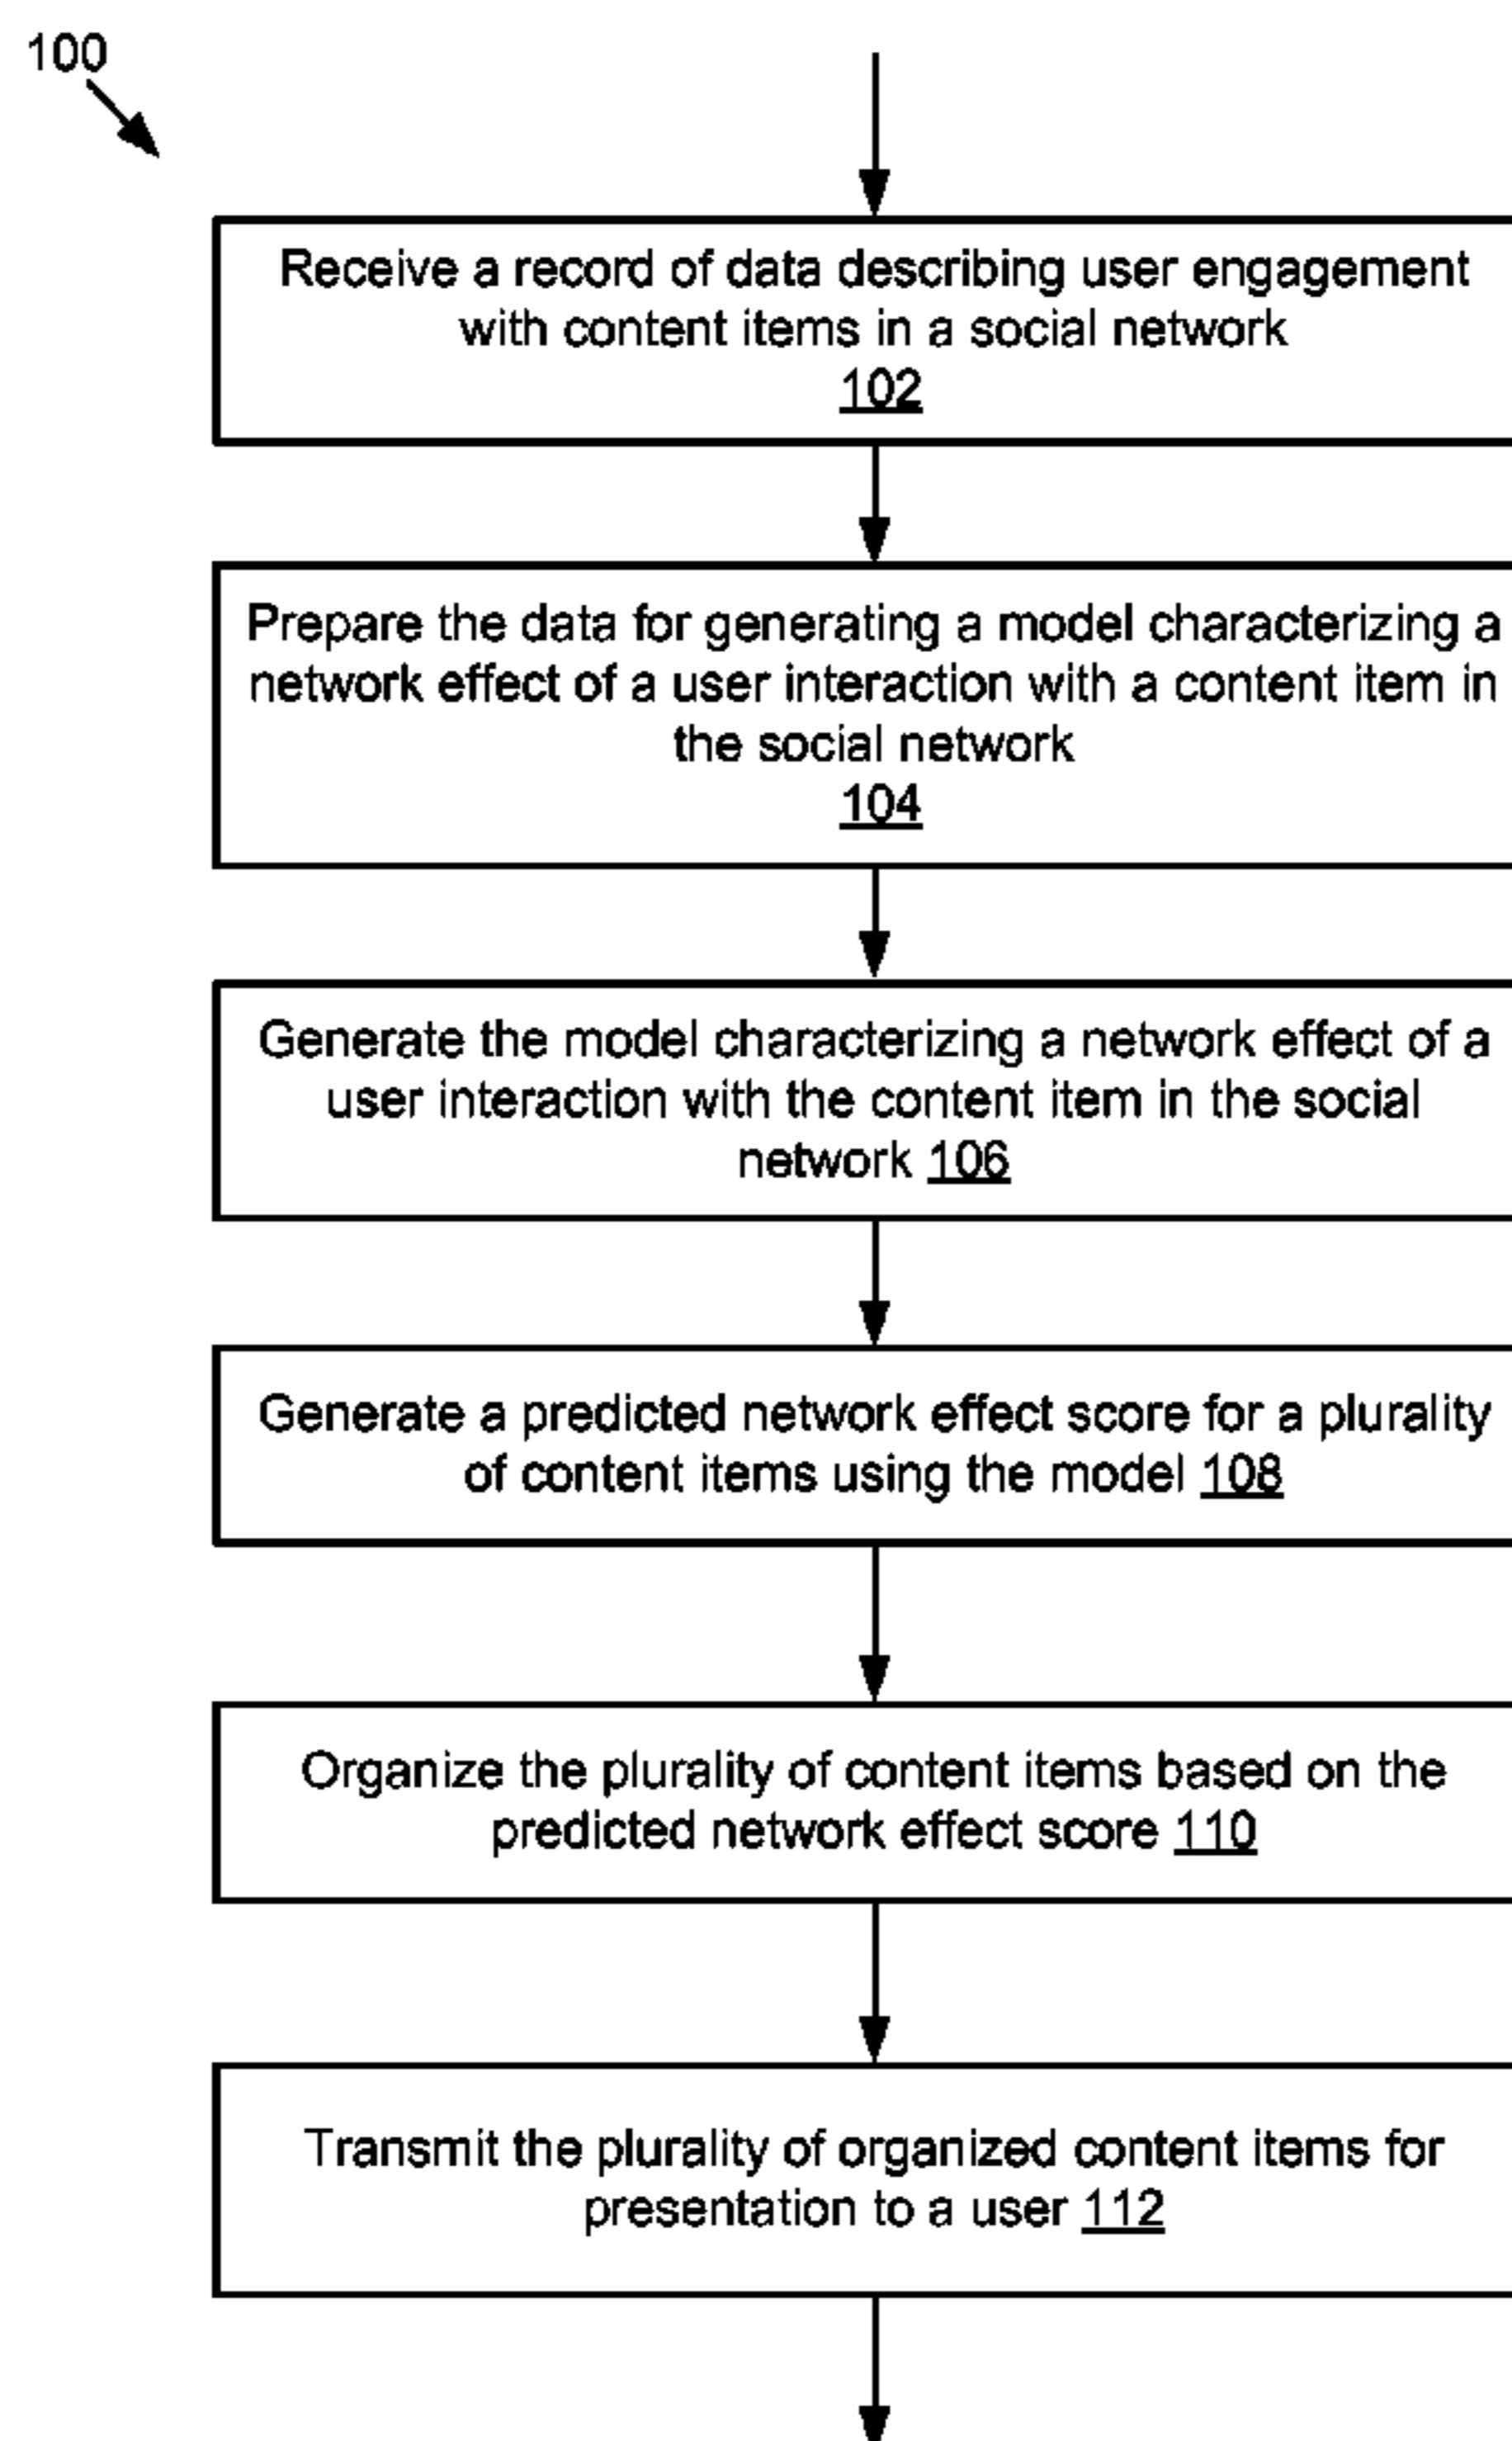 100
Receive a record of data describing user engagement
with content items in a social network
102
Prepare the data for generating a model characterizing a
network effect of a user interaction with a content item in
the social network
104
Generate the model characterizing a network effect of a
user interaction with the content item in the social
network 106
Generate a predicted network effect score for a plurality
of content items using the model 108
Organize the plurality of content items based on the
predicted network effect score 110
Transmit the plurality of organized content items for
presentation to a user 112